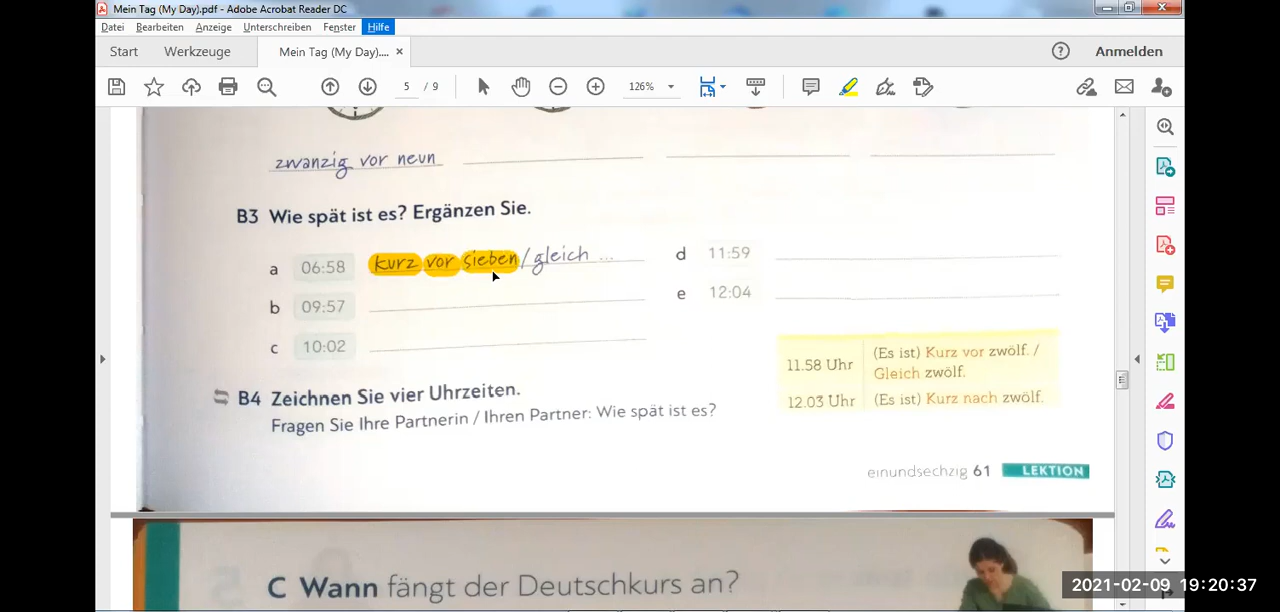 Mein Tag (My Day).pdf - Adobe Acrobat Reader DC
Datei Bearbeiten Anzeige Unterschreiben Fenster Hilfe
Start Werkzeuge Mein Tag (My Day).... × Anmelden
5 / 9 126%
zwanzig vor neun
B3 Wie spät ist es? Ergänzen Sie.
a 06:58 kurz vor sieben / gleich ... d 11:59
b 09:57 e 12:04
c 10:02
11.58 Uhr (Es ist) Kurz vor zwölf. /
Gleich zwölf.
12.03 Uhr (Es ist) Kurz nach zwölf.
B4 Zeichnen Sie vier Uhrzeiten.
Fragen Sie Ihre Partnerin / Ihren Partner: Wie spät ist es?
einundsechzig 61 LEKTION
C Wann fängt der Deutschkurs an?
2021-02-09 19:20:37